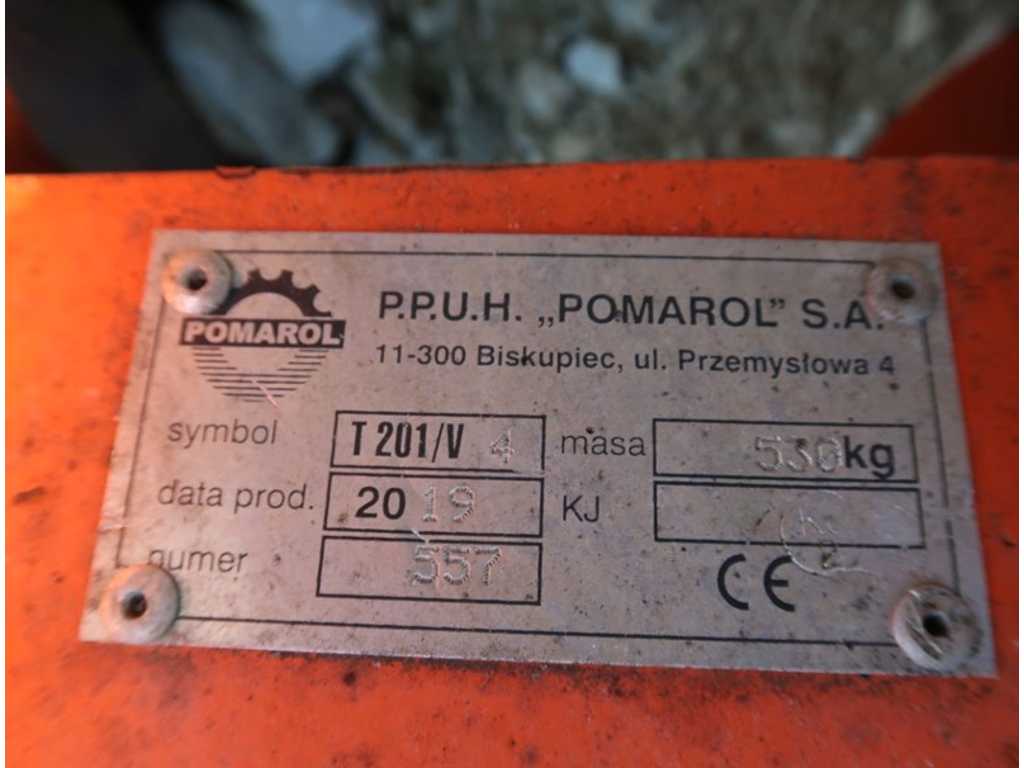 POMAROL
P.P.U.H. „POMAROL” S.A.
11-300 Biskupiec, ul. Przemysłowa 4
symbol T 201/V 4 masa 530 kg
data prod. 2019 KJ
numer 557 CE